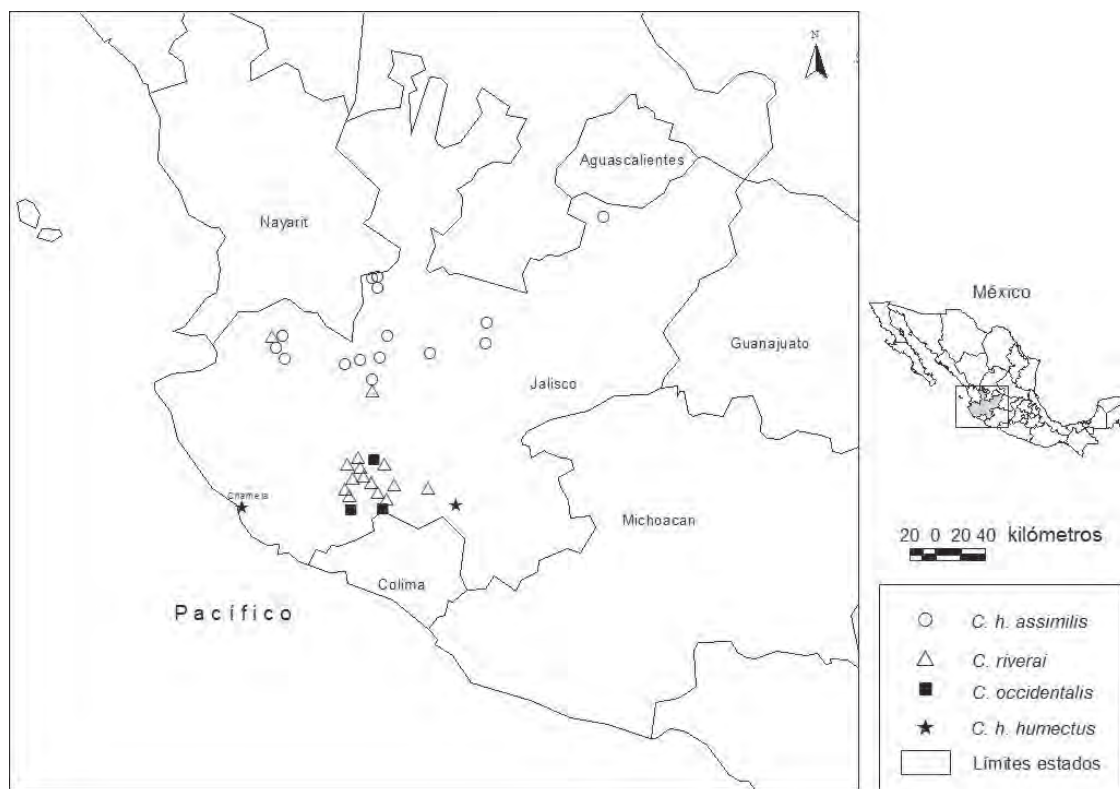 N
Aguascalientes
Nayarit
México
Guanajuato
Jalisco
Chamela
Michoacan
20 0 20 40 kilómetros
Colima
Pacífico
C. h. assimilis
C. riverai
C. occidentalis
C. h. humectus
Límites estados